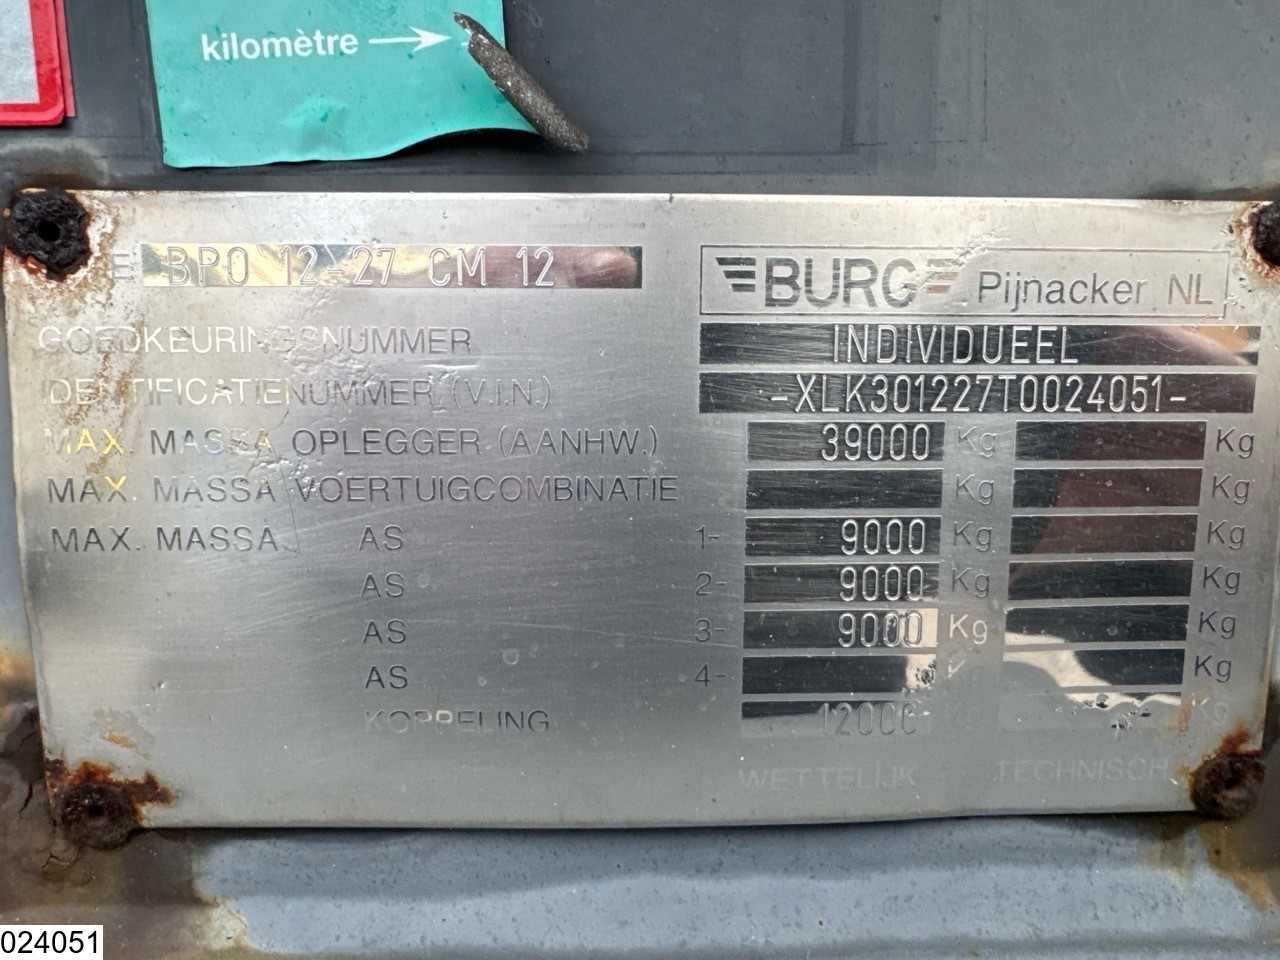 kilomètre
BPO 12-27 CM 12
BURG Pijnacker NL
GOEDKEURINGSNUMMER INDIVIDUEEL
IDENTIFICATIENUMMER (V.I.N.) -XLK301227T0024051-
MAX. MASSA OPLEGGER (AANHW.) 39000 Kg Kg
MAX. MASSA VOERTUIGCOMBINATIE Kg Kg
MAX. MASSA AS 1- 9000 Kg Kg
AS 2- 9000 Kg Kg
AS 3- 9000 Kg Kg
AS 4- Kg Kg
KOPPELING 12000 Kg
WETTELIJK TECHNISCH
024051